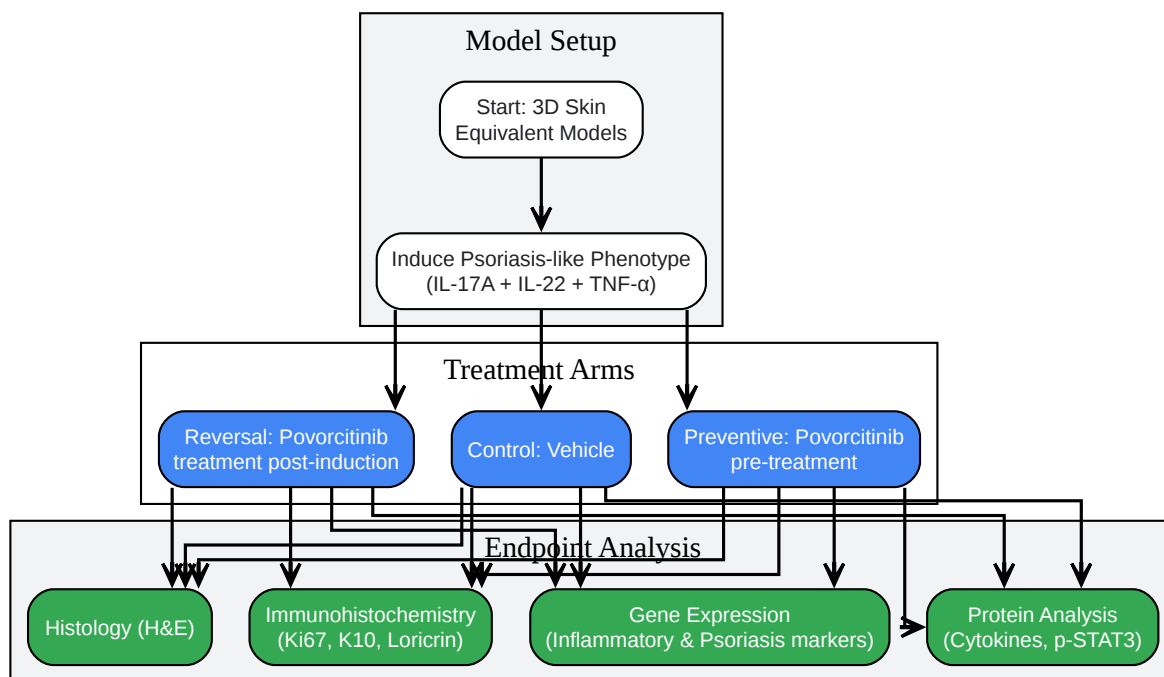 Model Setup
Start: 3D Skin
Equivalent Models
Induce Psoriasis-like Phenotype
(IL-17A + IL-22 + TNF-α)
Treatment Arms
Reversal: Povorcitinib
treatment post-induction
Control: Vehicle
Preventive: Povorcitinib
pre-treatment
Endpoint Analysis
Histology (H&E)
Immunohistochemistry
(Ki67, K10, Loricrin)
Gene Expression
(Inflammatory & Psoriasis markers)
Protein Analysis
(Cytokines, p-STAT3)